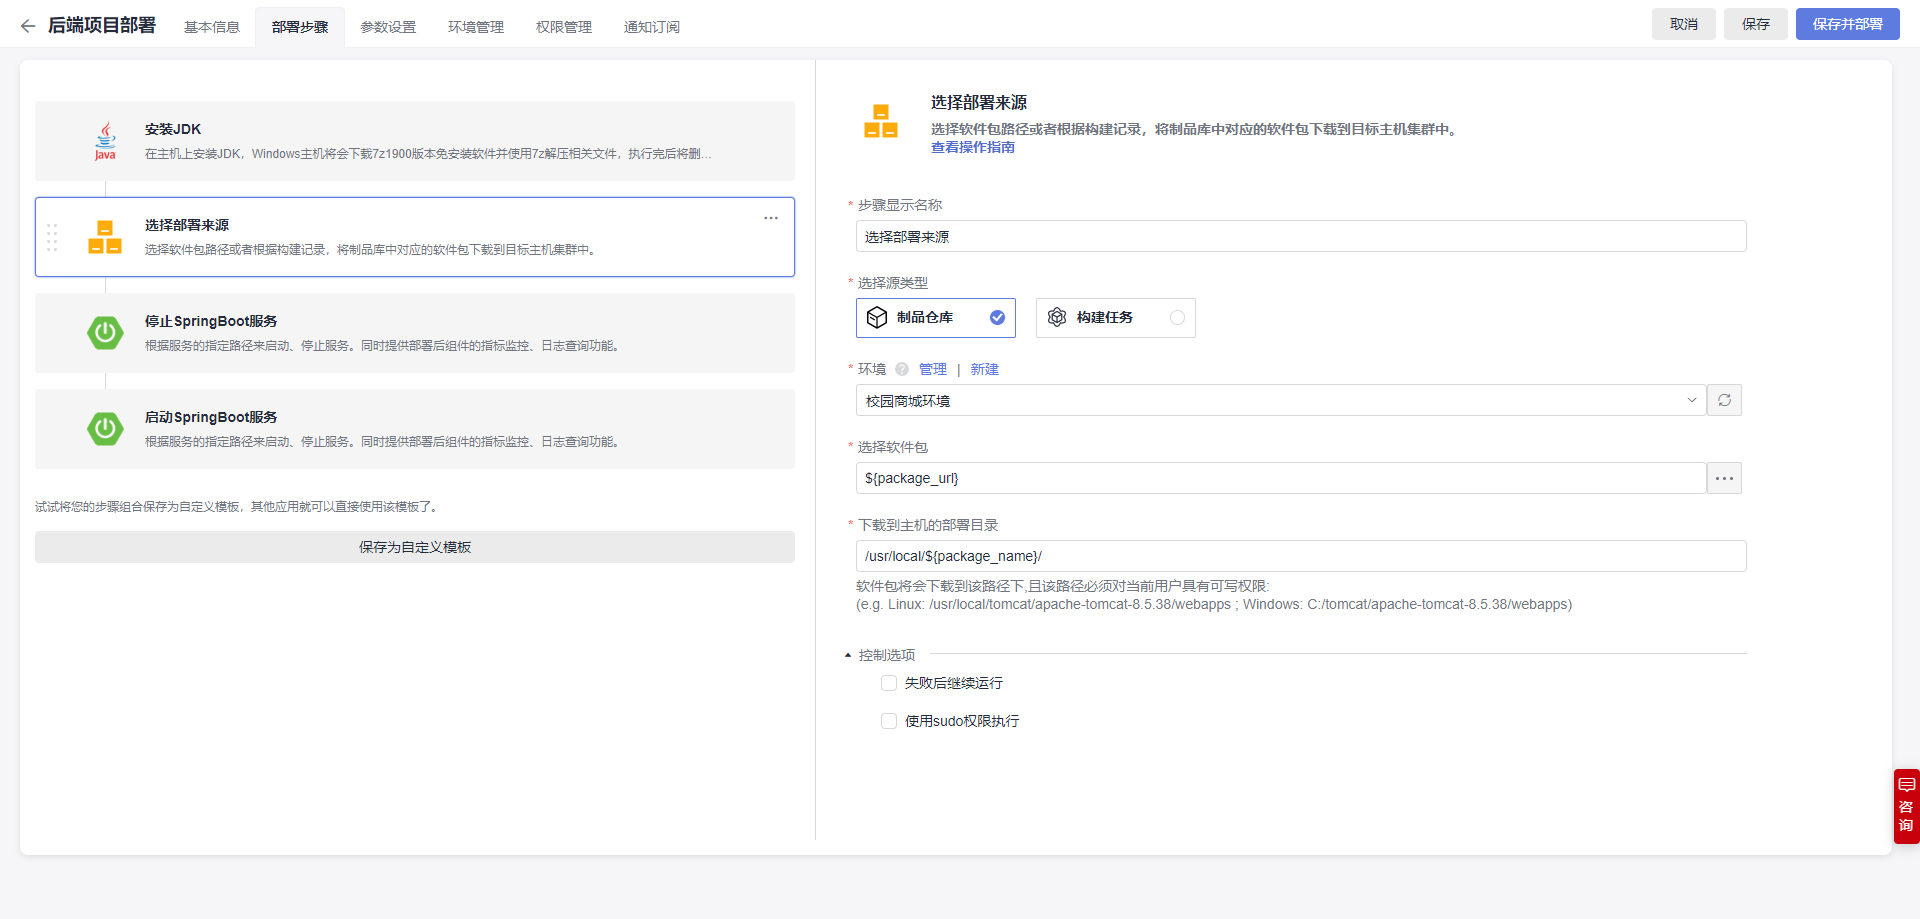 后端项目部署
基本信息
部署步骤
参数设置
环境管理
权限管理
通知订阅
取消
保存
保存并部署
Java
安装JDK
在主机上安装JDK，Windows主机将会下载7z1900版本免安装软件并使用7z解压相关文件，执行完后将删...
选择部署来源
选择软件包路径或者根据构建记录，将制品库中对应的软件包下载到目标主机集群中。
停止SpringBoot服务
根据服务的指定路径来启动、停止服务。同时提供部署后组件的指标监控、日志查询功能。
启动SpringBoot服务
根据服务的指定路径来启动、停止服务。同时提供部署后组件的指标监控、日志查询功能。
试试将您的步骤组合保存为自定义模板，其他应用就可以直接使用该模板了。
保存为自定义模板
选择部署来源
选择软件包路径或者根据构建记录，将制品库中对应的软件包下载到目标主机集群中。
查看操作指南
* 步骤显示名称
选择部署来源
* 选择源类型
制品仓库
构建任务
* 环境 ? 管理 | 新建
校园商城环境
* 选择软件包
${package_url}
* 下载到主机的部署目录
/usr/local/${package_name}/
软件包将会下载到该路径下,且该路径必须对当前用户具有可写权限:
(e.g. Linux: /usr/local/tomcat/apache-tomcat-8.5.38/webapps ; Windows: C:/tomcat/apache-tomcat-8.5.38/webapps)
控制选项
失败后继续运行
使用sudo权限执行
咨询